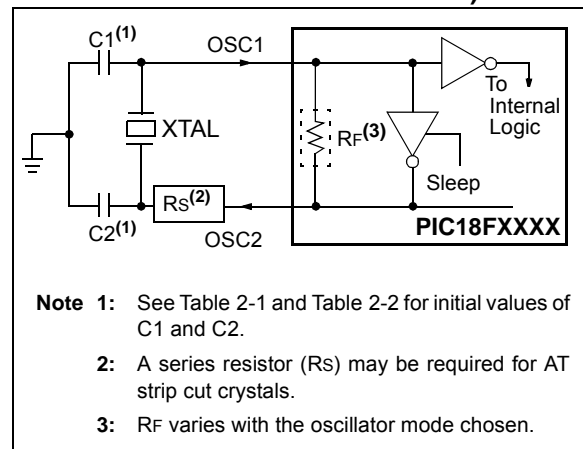 C1(1)
OSC1
To
Internal
Logic
XTAL
RF(3)
Sleep
RS(2)
C2(1)
OSC2
PIC18FXXXX
Note 1: See Table 2-1 and Table 2-2 for initial values of
C1 and C2.
2: A series resistor (RS) may be required for AT
strip cut crystals.
3: RF varies with the oscillator mode chosen.